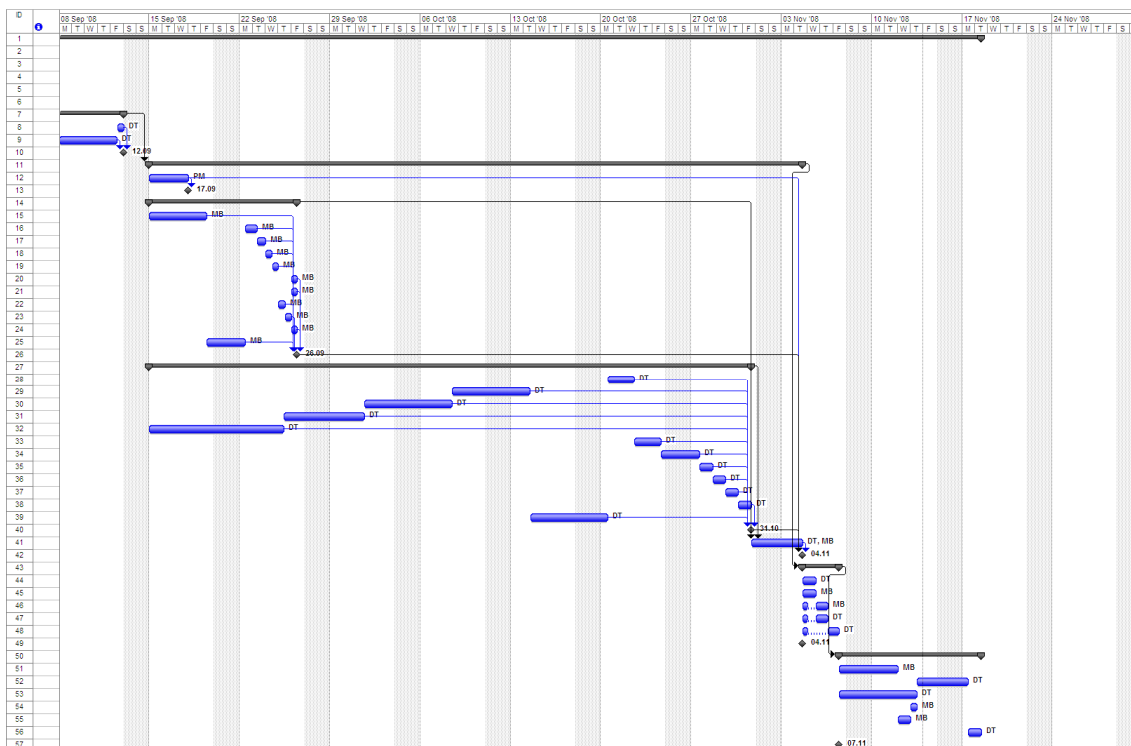 ID 08 Sep '08 15 Sep '08 22 Sep '08 29 Sep '08 06 Oct '08 13 Oct '08 20 Oct '08 27 Oct '08 03 Nov '08 10 Nov '08 17 Nov '08 24 Nov '08
M T W T F S S M T W T F S S M T W T F S S M T W T F S S M T W T F S S M T W T F S S M T W T F S S M T W T F S S M T W T F S S M T W T F S S M T W T F S S M T W T F S
1
2
3
4
5
6
7
8 DT
9 DT
10 12.09
11
12 PM
13 17.09
14
15 MB
16 MB
17 MB
18 MB
19 MB
20 MB
21 MB
22 MB
23 MB
24 MB
25 MB
26 26.09
27
28 DT
29 DT
30 DT
31 DT
32 DT
33 DT
34 DT
35 DT
36 DT
37 DT
38 DT
39 DT
40 31.10
41 DT, MB
42 04.11
43
44 DT
45 MB
46 MB
47 DT
48 DT
49 04.11
50
51 MB
52 DT
53 DT
54 MB
55 MB
56 DT
57 07.11